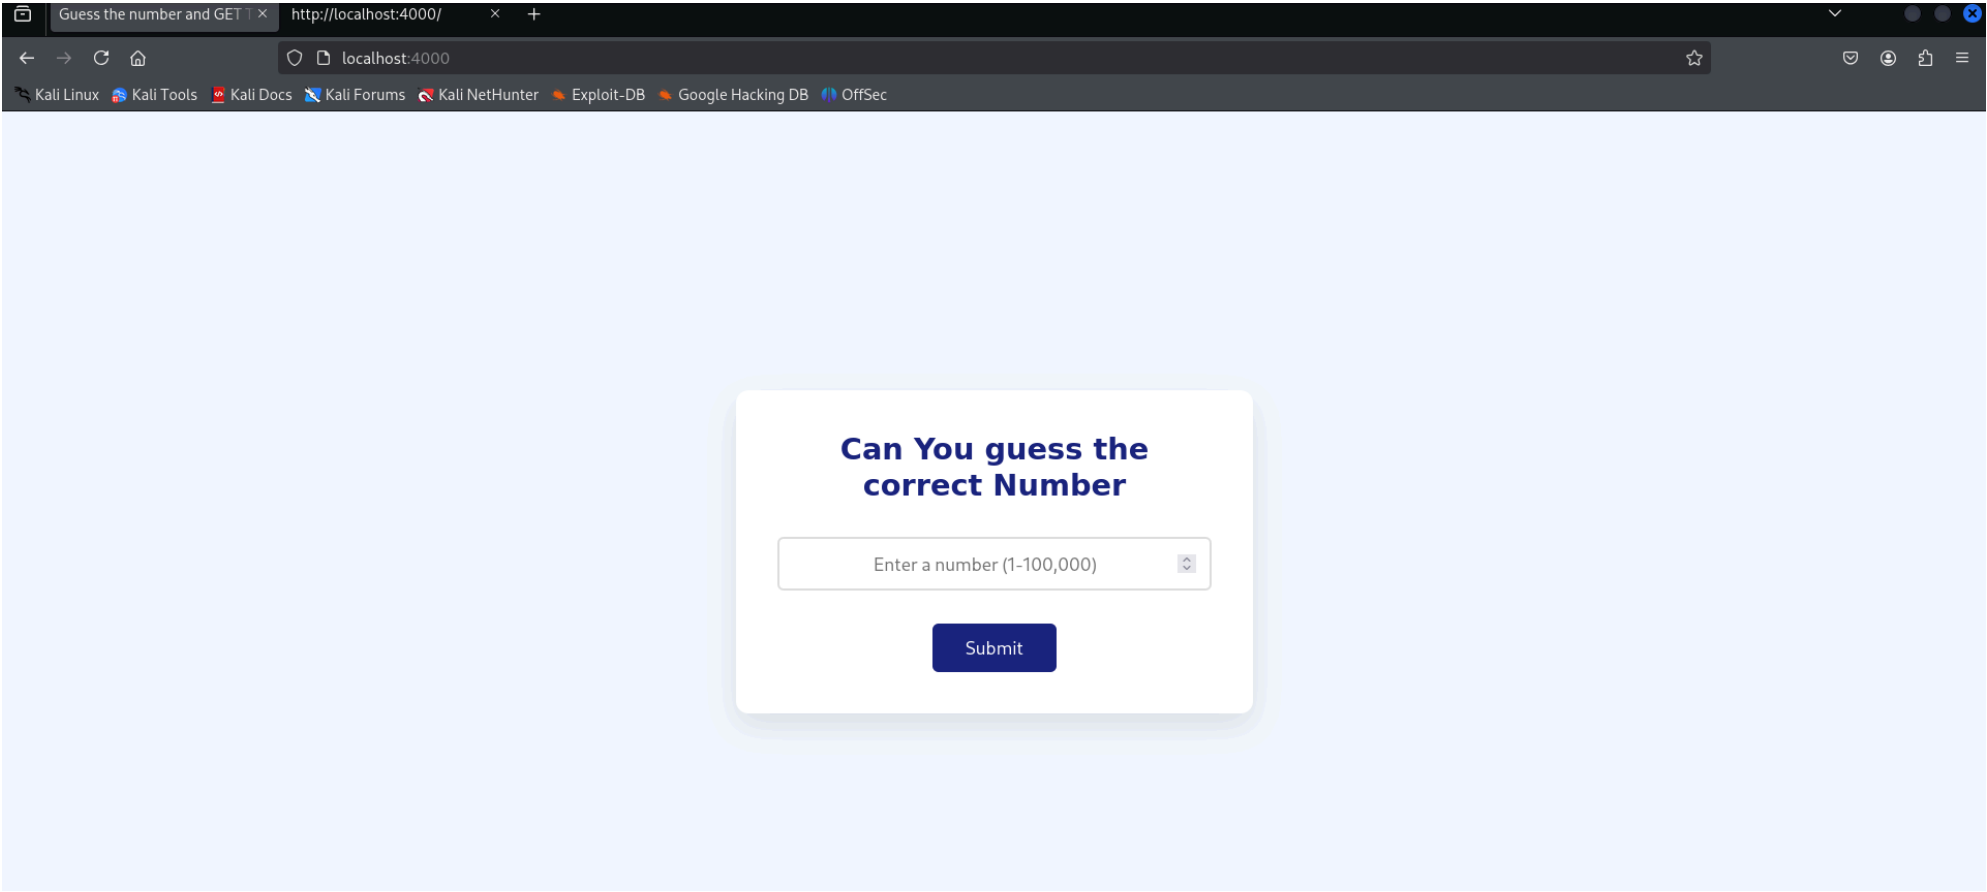 Guess the number and GET T
http://localhost:4000/
localhost:4000
Kali Linux Kali Tools Kali Docs Kali Forums Kali NetHunter Exploit-DB Google Hacking DB OffSec
Can You guess the
correct Number
Enter a number (1-100,000)
Submit